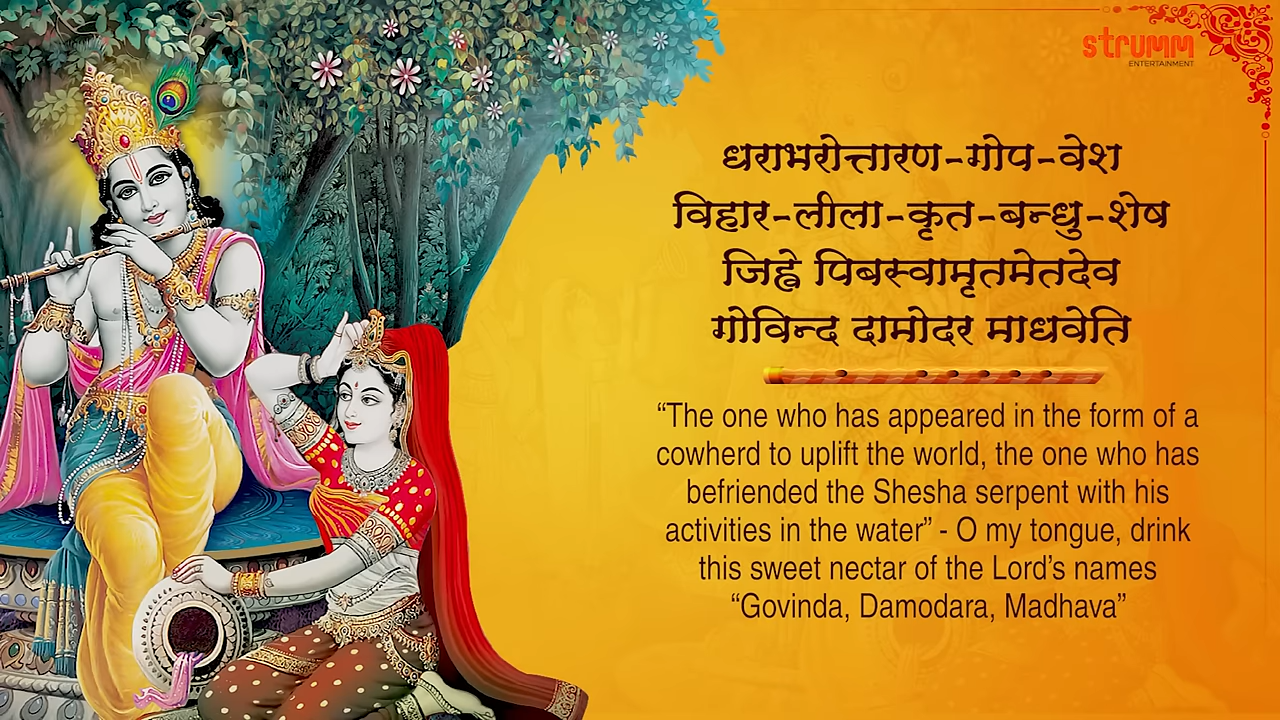 strumm
ENTERTAINMENT
धराभरोत्तारण-गोप-वेश
विहार-लीला-कृत-बन्धु-शेष
जिह्वे पिबस्वामृतमेतदेव
गोविन्द दामोदर माधवेति
“The one who has appeared in the form of a
cowherd to uplift the world, the one who has
befriended the Shesha serpent with his
activities in the water” - O my tongue, drink
this sweet nectar of the Lord’s names
“Govinda, Damodara, Madhava”